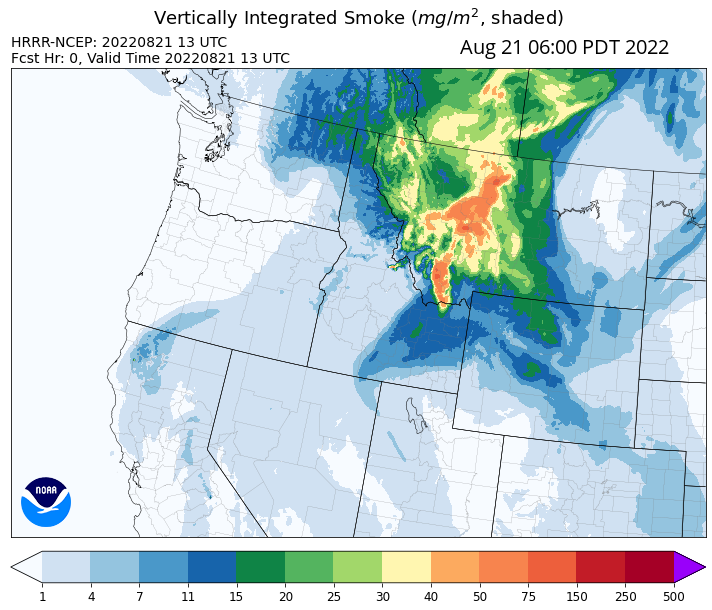 Vertically Integrated Smoke (mg/m², shaded)
HRRR-NCEP: 20220821 13 UTC
Fcst Hr: 0, Valid Time 20220821 13 UTC
Aug 21 06:00 PDT 2022
NOAA
1 4 7 11 15 20 25 30 40 50 75 150 250 500